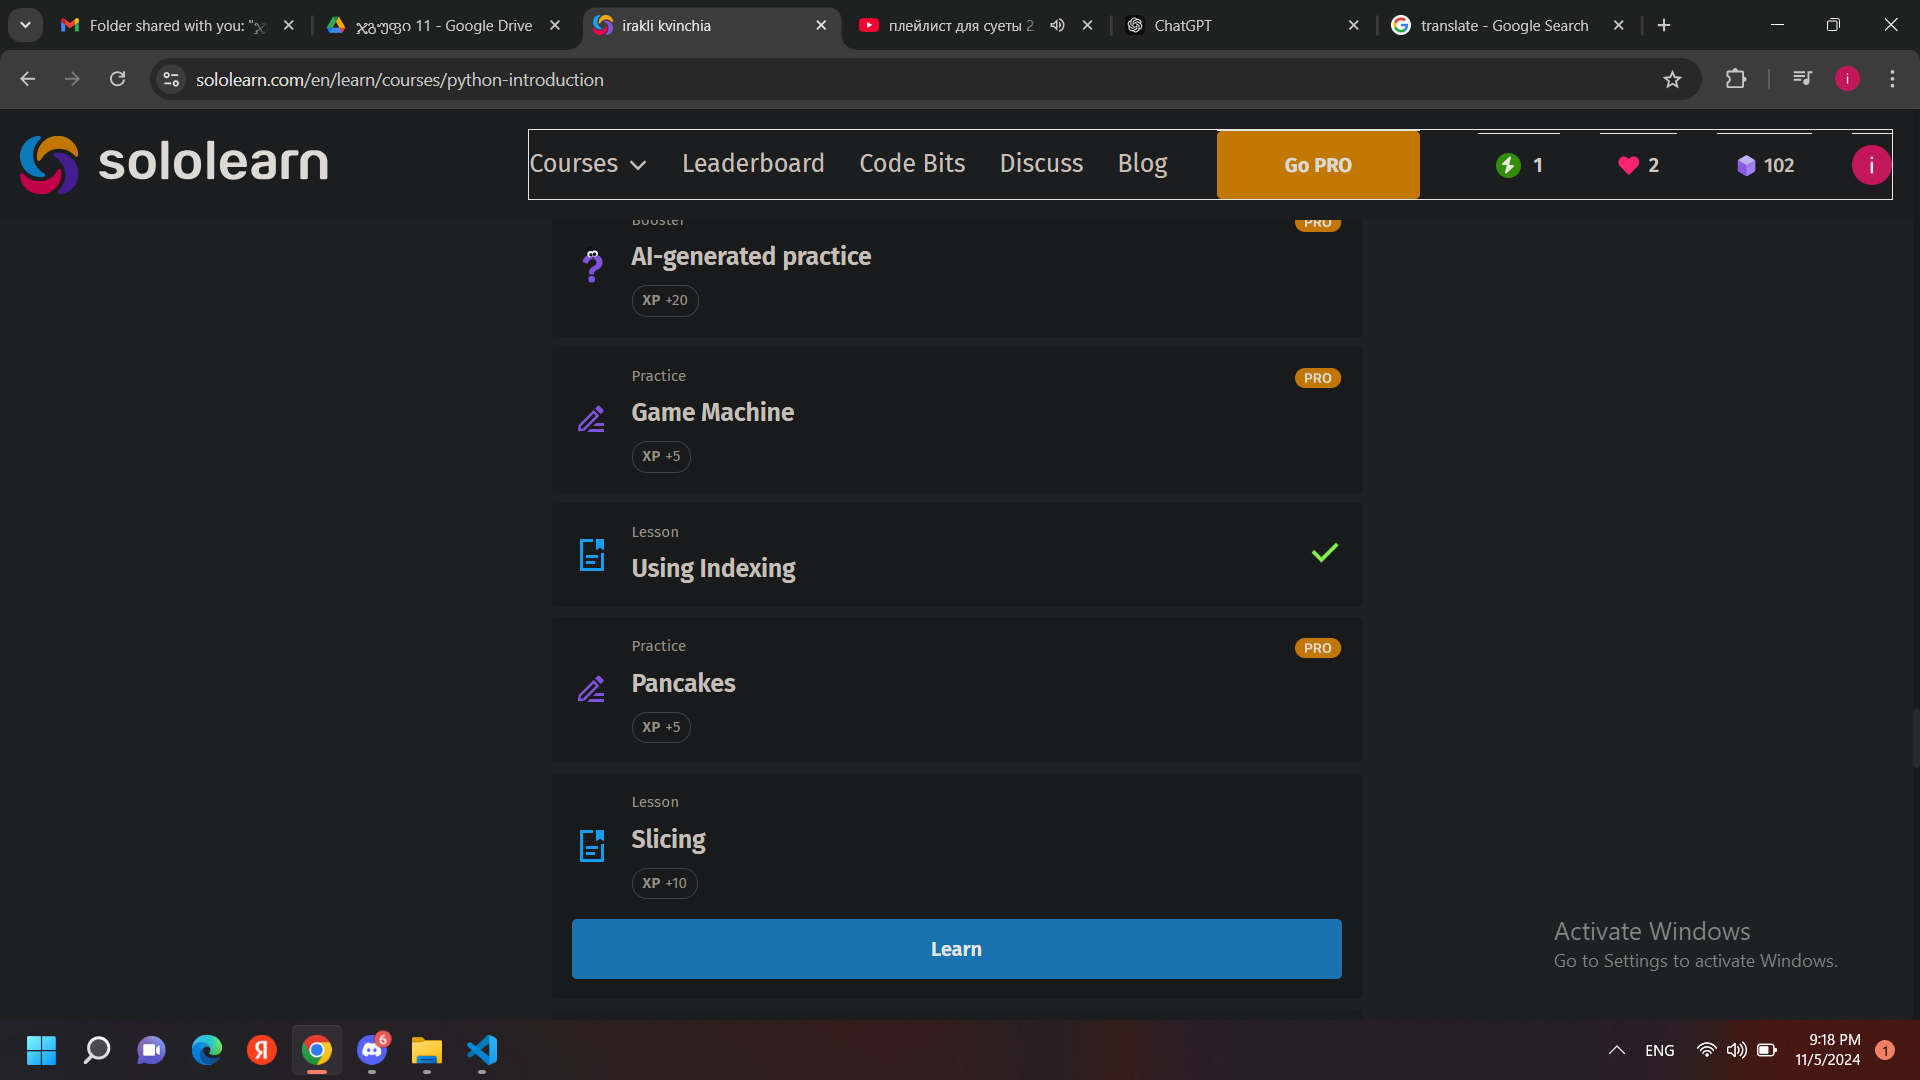 Folder shared with you: "ჯგ
ჯგუფი 11 - Google Drive
irakli kvinchia
плейлист для суеты 2
ChatGPT
translate - Google Search
sololearn.com/en/learn/courses/python-introduction
i
sololearn
Courses
Leaderboard
Code Bits
Discuss
Blog
Go PRO
1
2
102
i
Booster
PRO
AI-generated practice
XP +20
Practice
PRO
Game Machine
XP +5
Lesson
Using Indexing
Practice
PRO
Pancakes
XP +5
Lesson
Slicing
XP +10
Learn
Activate Windows
Go to Settings to activate Windows.
Я
6
ENG
9:18 PM
11/5/2024
1